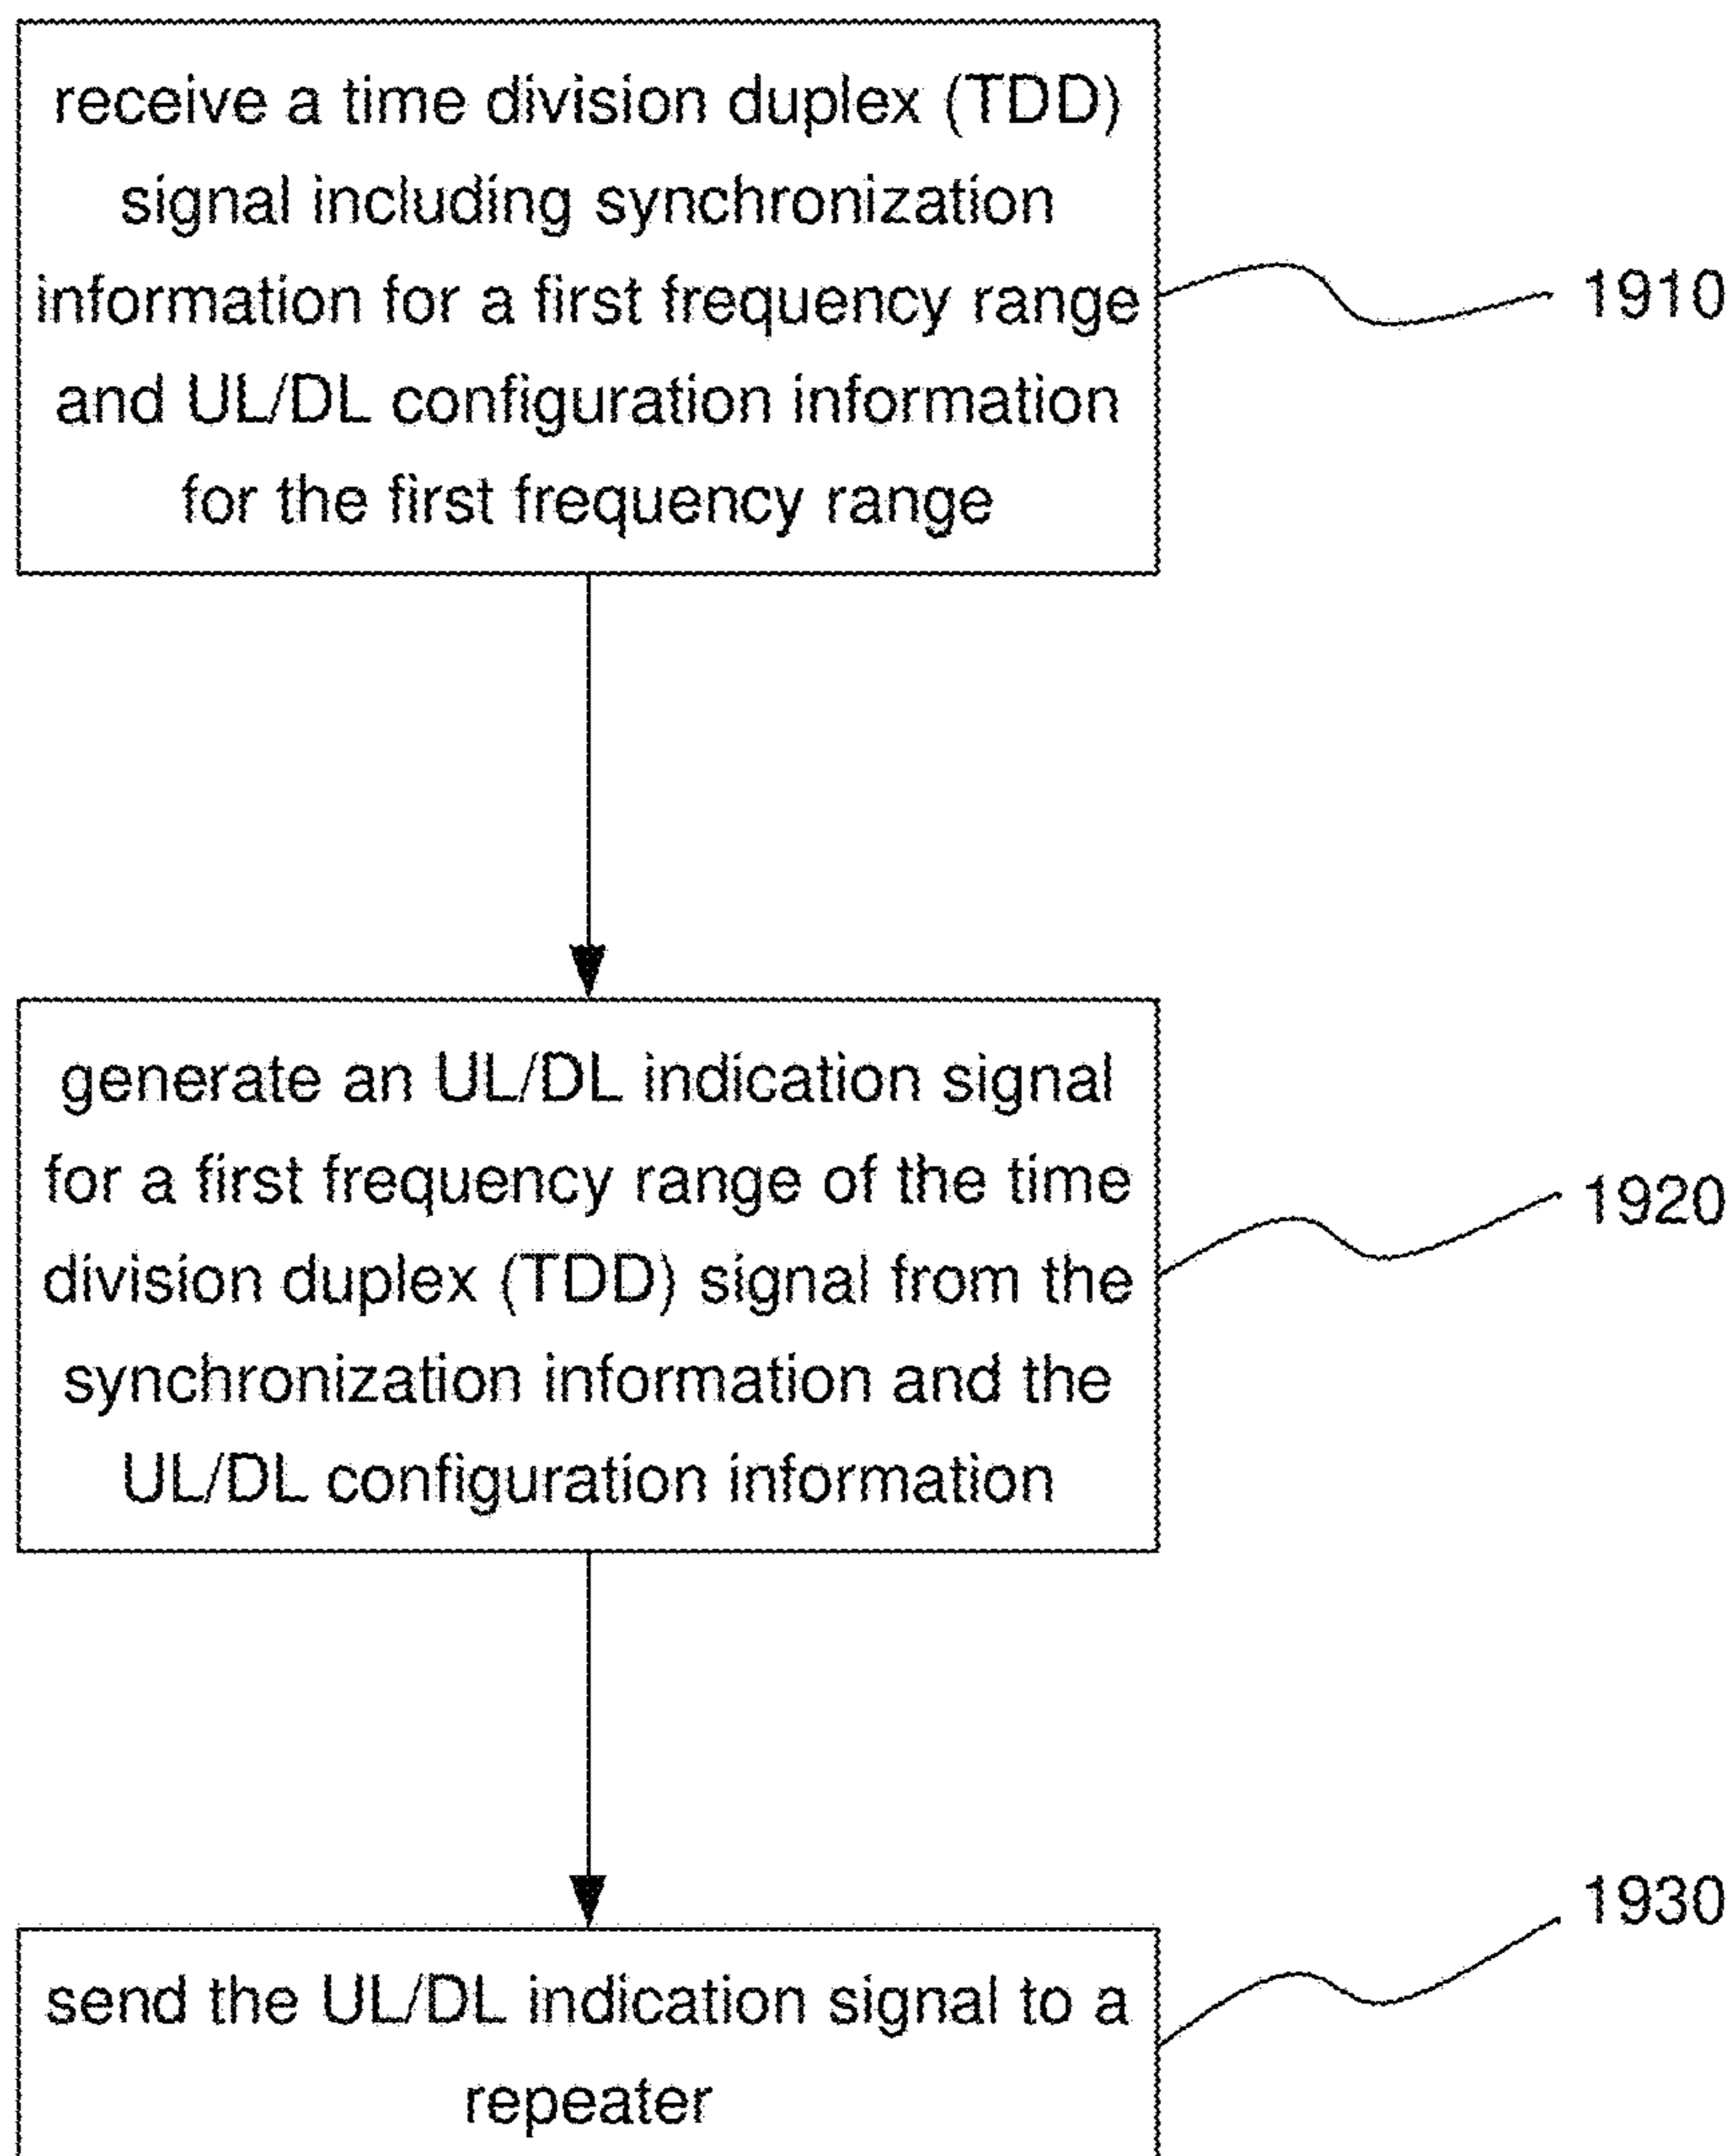 receive a time division duplex (TDD)
signal including synchronization
information for a first frequency range
and UL/DL configuration information
for the first frequency range
1910
generate an UL/DL indication signal
for a first frequency range of the time
division duplex (TDD) signal from the
synchronization information and the
UL/DL configuration information
1920
send the UL/DL indication signal to a
repeater
1930